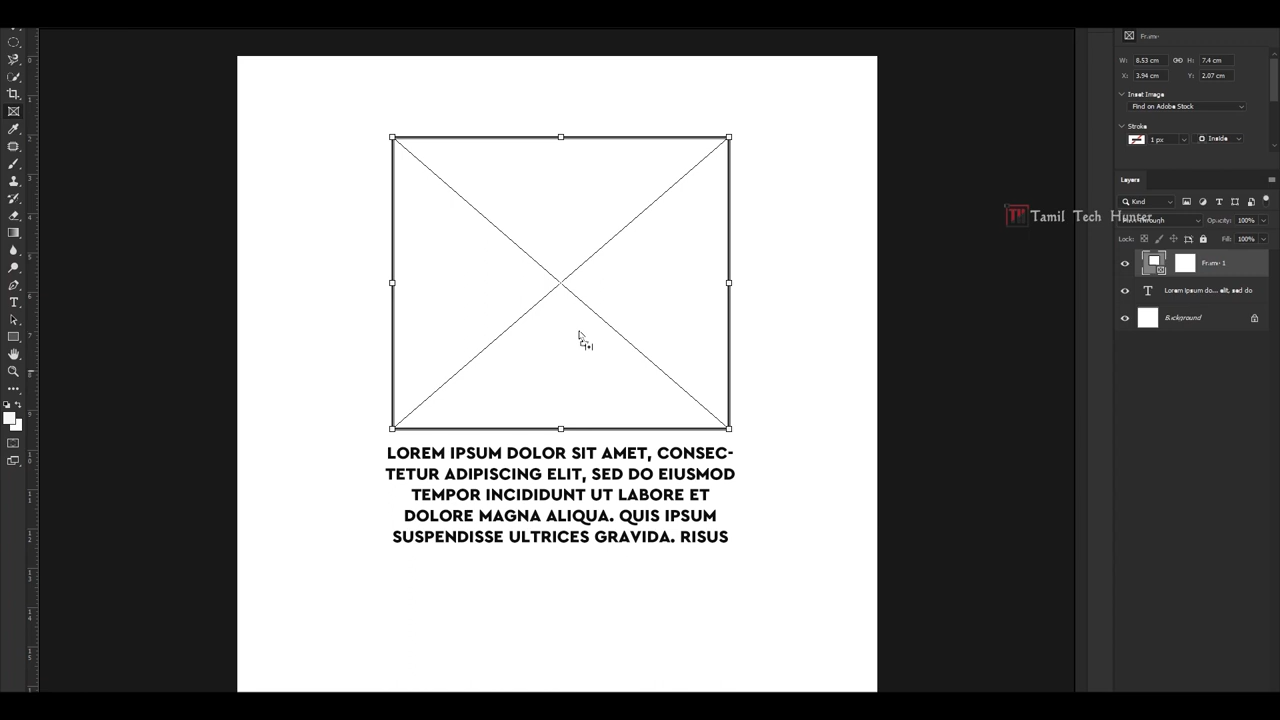 Frame
W: 8.53 cm H: 7.4 cm
X: 3.94 cm Y: 2.07 cm
Inset Image
Find on Adobe Stock
Stroke
1 px Inside
Layers
Kind
Tamil Tech Hunter
Through Opacity: 100%
Lock: Fill: 100%
Frame 1
Lorem ipsum do... elit, sed do
Background
LOREM IPSUM DOLOR SIT AMET, CONSEC-
TETUR ADIPISCING ELIT, SED DO EIUSMOD
TEMPOR INCIDIDUNT UT LABORE ET
DOLORE MAGNA ALIQUA. QUIS IPSUM
SUSPENDISSE ULTRICES GRAVIDA. RISUS